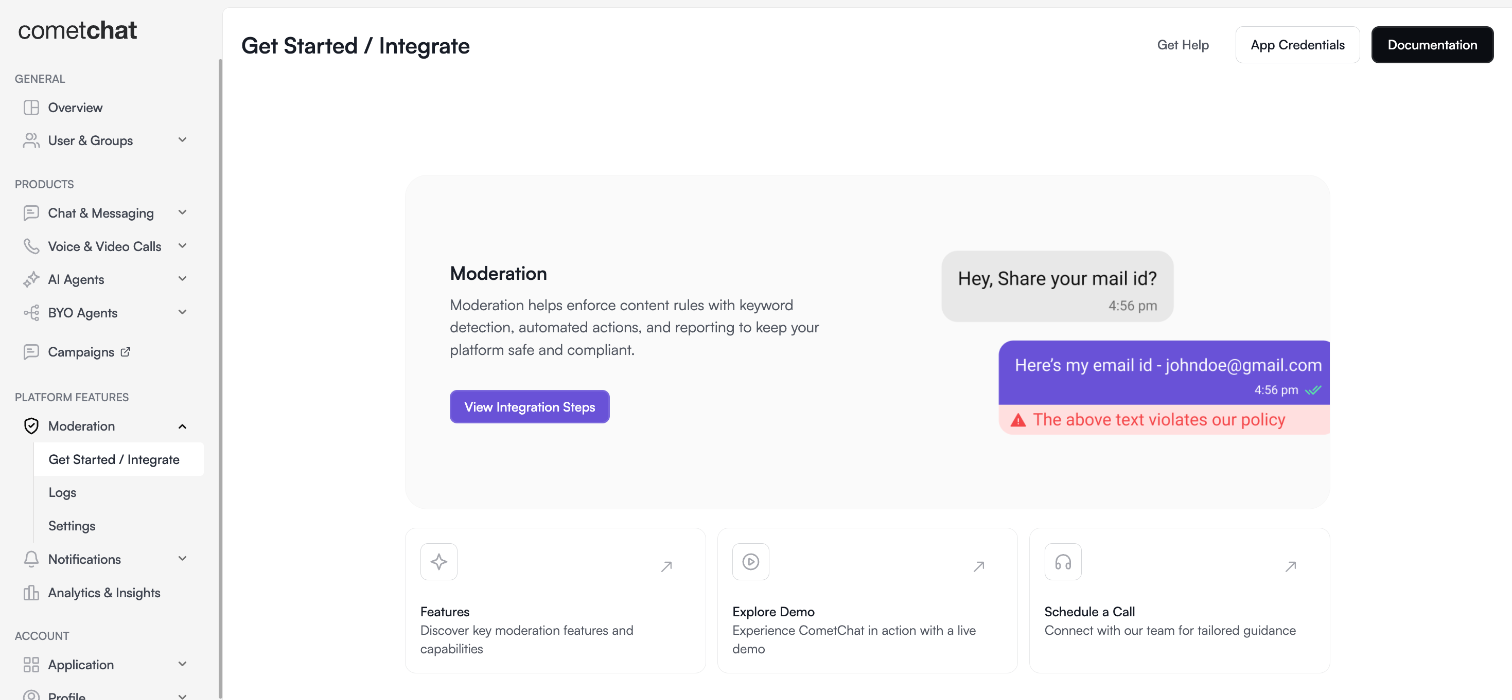 cometchat
GENERAL
Overview
User & Groups
PRODUCTS
Chat & Messaging
Voice & Video Calls
AI Agents
BYO Agents
Campaigns
PLATFORM FEATURES
Moderation
Get Started / Integrate
Logs
Settings
Notifications
Analytics & Insights
ACCOUNT
Application
Profile
Get Started / Integrate
Get Help
App Credentials
Documentation
Moderation
Moderation helps enforce content rules with keyword
detection, automated actions, and reporting to keep your
platform safe and compliant.
View Integration Steps
Hey, Share your mail id?
4:56 pm
Here's my email id - johndoe@gmail.com
4:56 pm
The above text violates our policy
Features
Discover key moderation features and
capabilities
Explore Demo
Experience CometChat in action with a live
demo
Schedule a Call
Connect with our team for tailored guidance